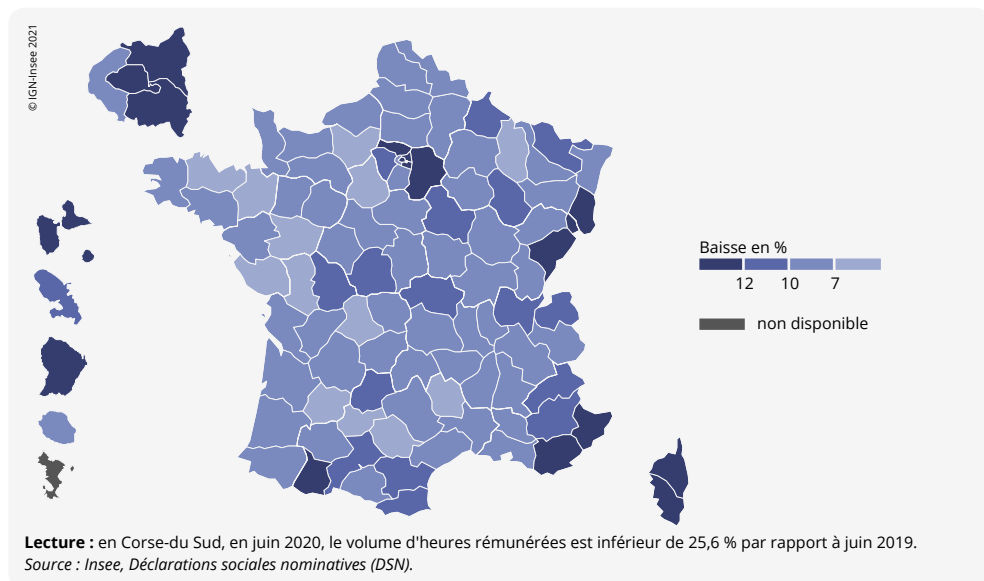 © IGN-Insee 2021
Baisse en %
12 10 7
non disponible
Lecture : en Corse-du Sud, en juin 2020, le volume d'heures rémunérées est inférieur de 25,6 % par rapport à juin 2019.
Source : Insee, Déclarations sociales nominatives (DSN).